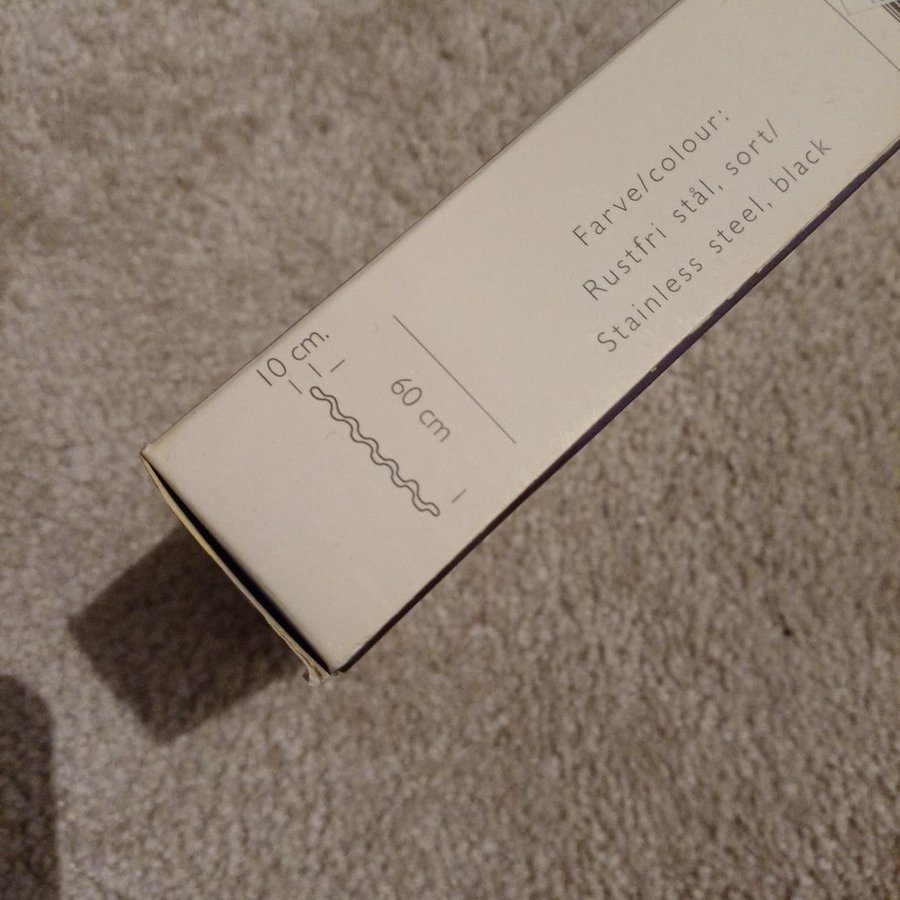 Farve/colour:
Rustfri stål, sort/
Stainless steel, black
10 cm.
60 cm